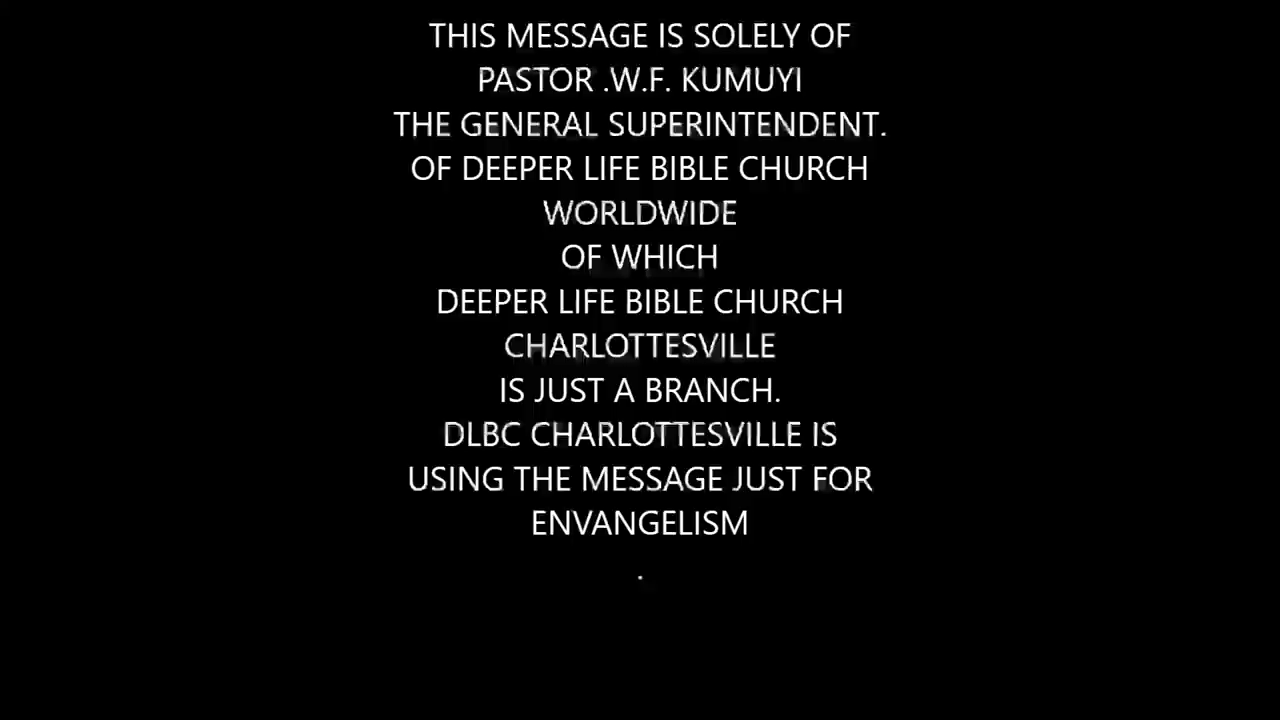 THIS MESSAGE IS SOLELY OF
PASTOR .W.F. KUMUYI
THE GENERAL SUPERINTENDENT.
OF DEEPER LIFE BIBLE CHURCH
WORLDWIDE
OF WHICH
DEEPER LIFE BIBLE CHURCH
CHARLOTTESVILLE
IS JUST A BRANCH.
DLBC CHARLOTTESVILLE IS
USING THE MESSAGE JUST FOR
ENVANGELISM
.